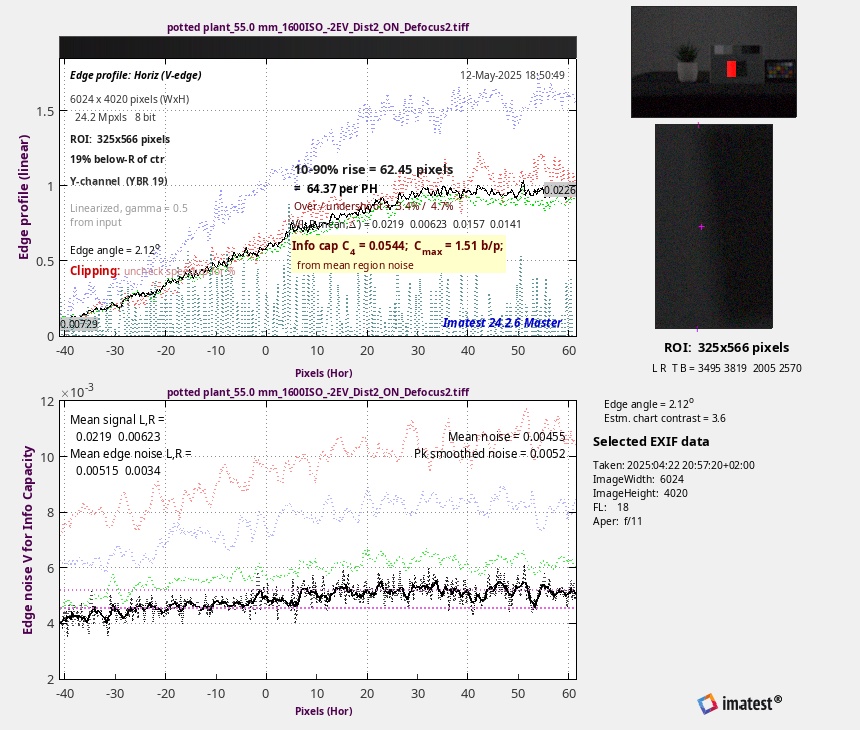 potted plant_55.0 mm_1600ISO_-2EV_Dist2_ON_Defocus2.tiff
Edge profile: Horiz (V-edge)
12-May-2025 18:50:49
6024 x 4020 pixels (WxH)
24.2 Mpxls 8 bit
ROI: 325x566 pixels
19% below-R of ctr
Y-channel (YBR 19)
Linearized, gamma = 0.5
from input
Edge angle = 2.12o
Clipping: uncheck
10-90% rise = 62.45 pixels
= 64.37 per PH
3.4% / 4.7%
= 0.0219 0.00623 0.0157 0.0141
Info cap C4 = 0.0544; Cmax = 1.51 b/p;
from mean region noise
0.0226
0.00729
Imatest 24.2.6 Master
Edge profile (linear)
1.5
1
0.5
0
-40 -30 -20 -10 0 10 20 30 40 50 60
Pixels (Hor)
ROI: 325x566 pixels
L R T B = 3495 3819 2005 2570
×10-3
potted plant_55.0 mm_1600ISO_-2EV_Dist2_ON_Defocus2.tiff
Mean signal L,R =
0.0219 0.00623
Mean edge noise L,R =
0.00515 0.0034
Mean noise = 0.00455
Pk smoothed noise = 0.0052
Edge noise V for Info Capacity
12
10
8
6
4
2
-40 -30 -20 -10 0 10 20 30 40 50 60
Pixels (Hor)
Edge angle = 2.12o
Estm. chart contrast = 3.6
Selected EXIF data
Taken: 2025:04:22 20:57:20+02:00
ImageWidth: 6024
ImageHeight: 4020
FL: 18
Aper: f/11
imatest®